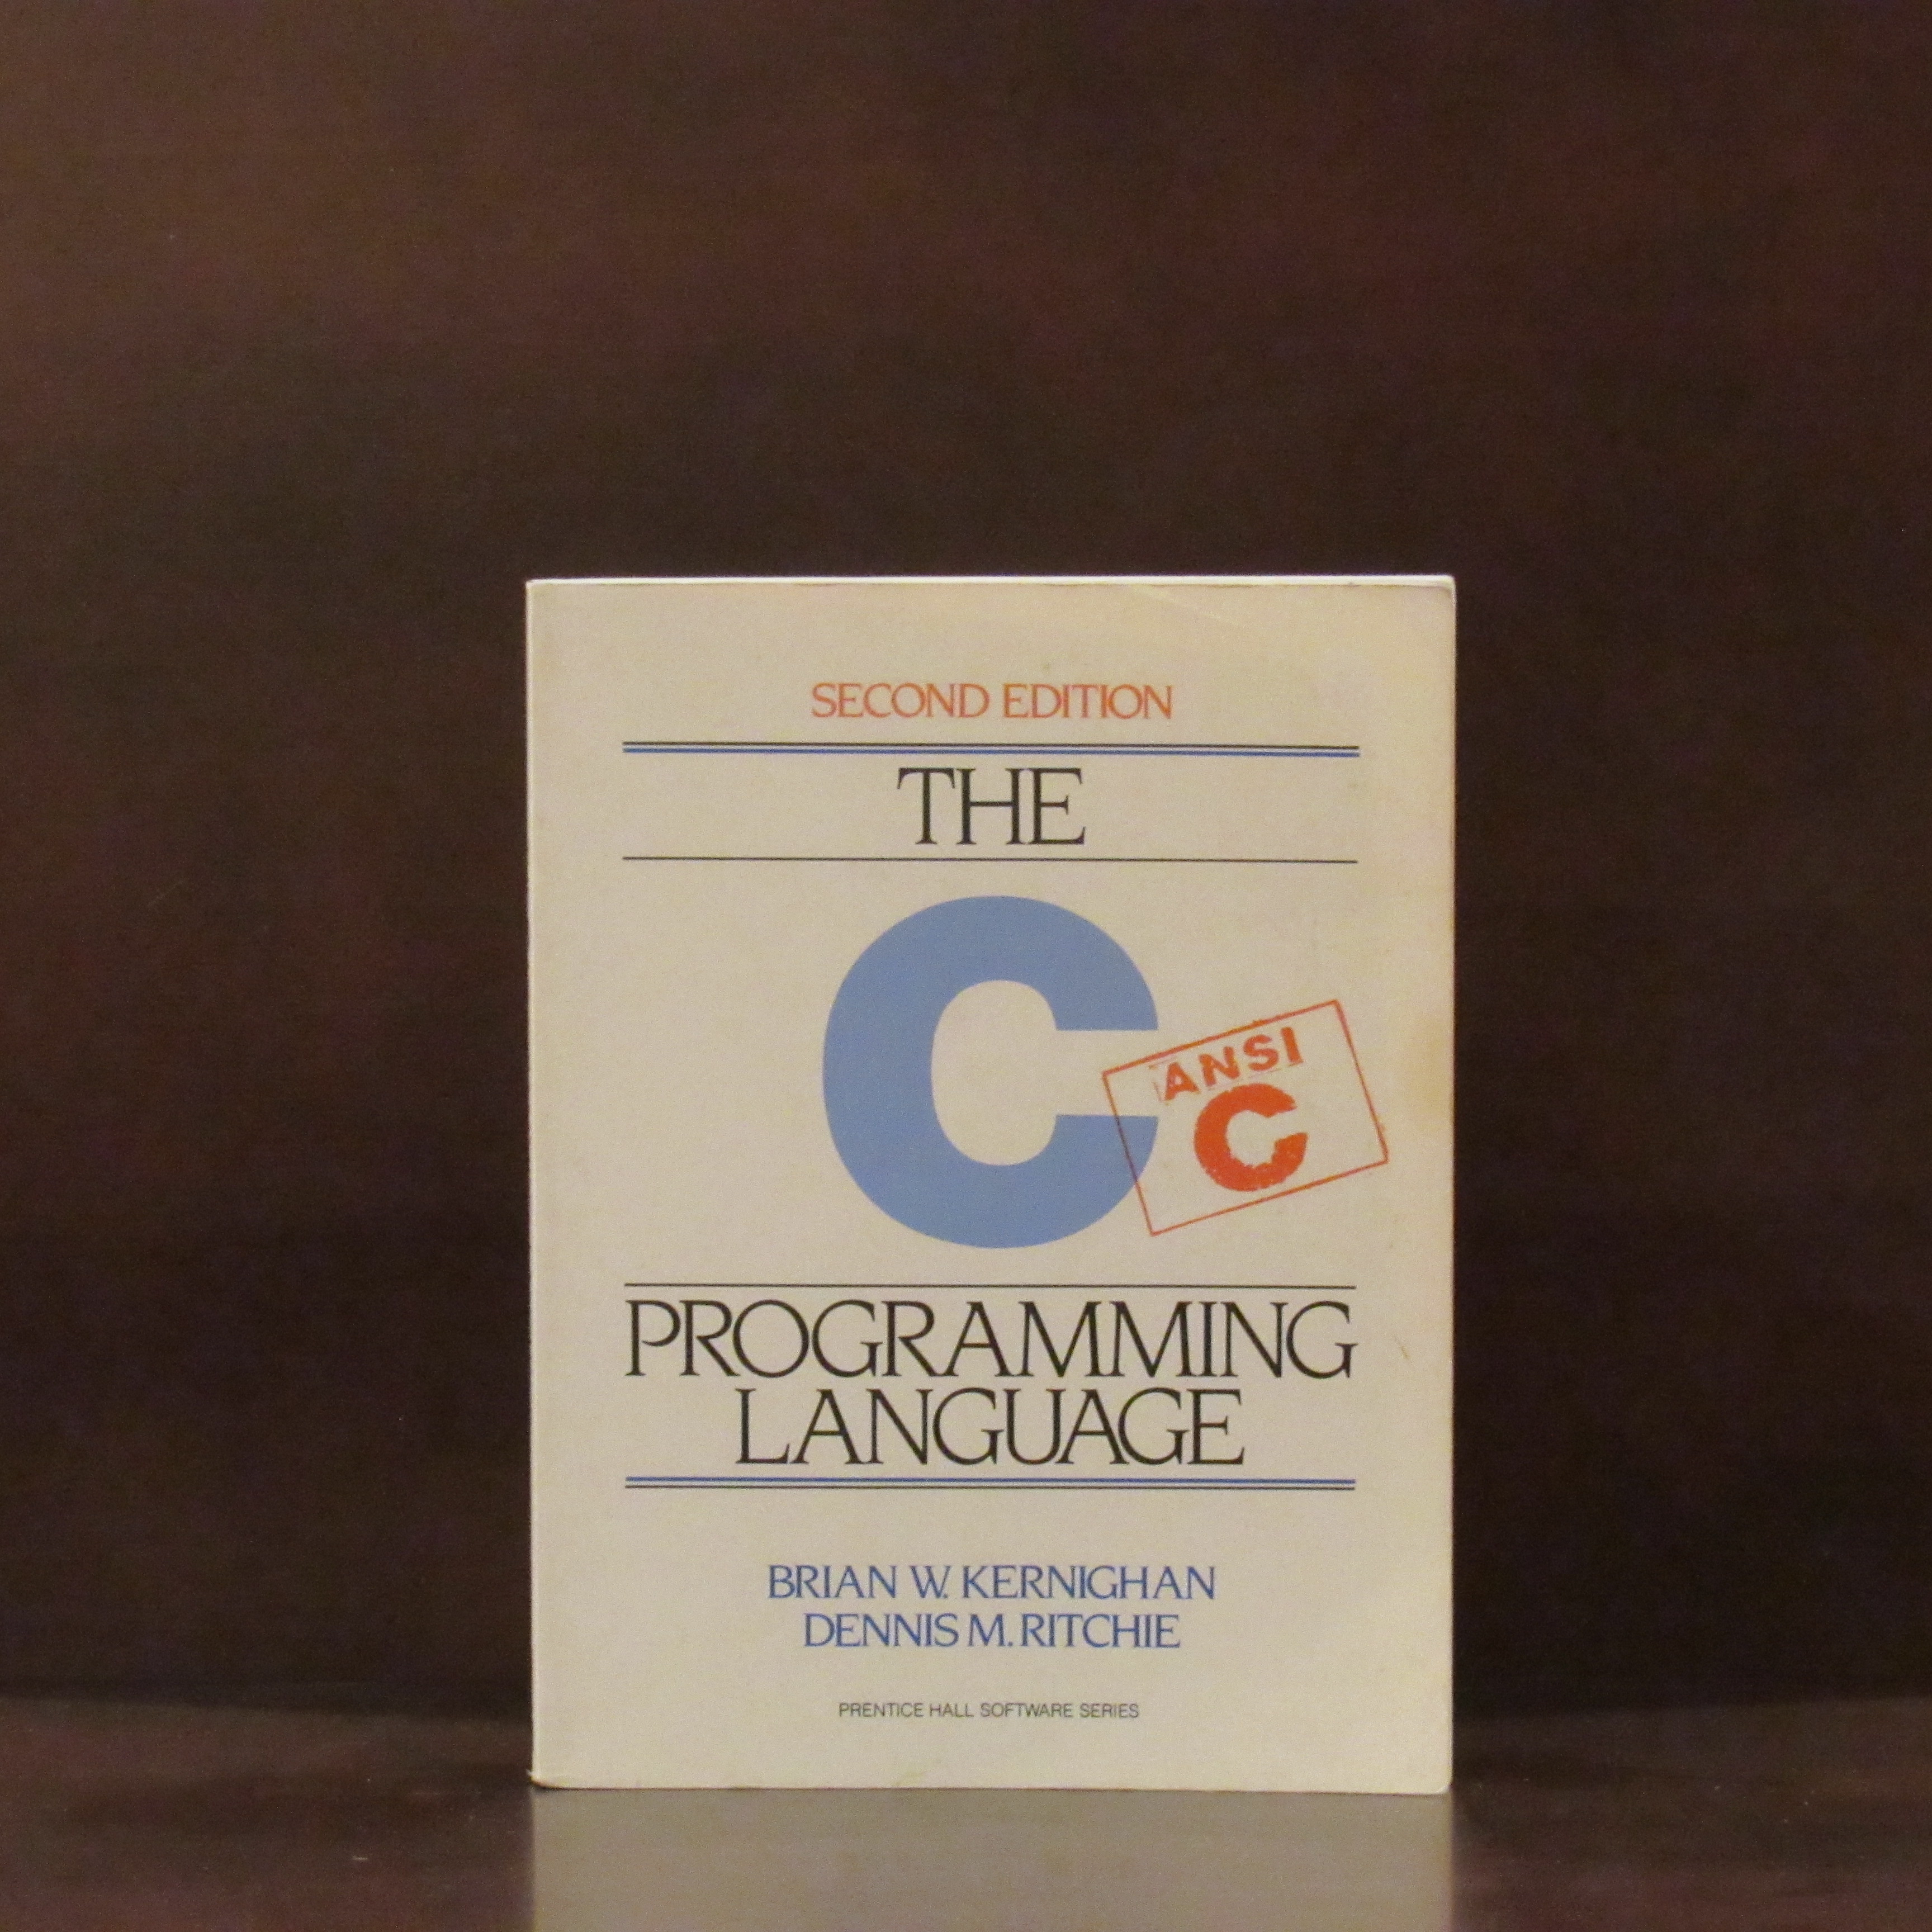 SECOND EDITION
THE
C
ANSI
C
PROGRAMMING
LANGUAGE
BRIAN W. KERNIGHAN
DENNIS M. RITCHIE
PRENTICE HALL SOFTWARE SERIES